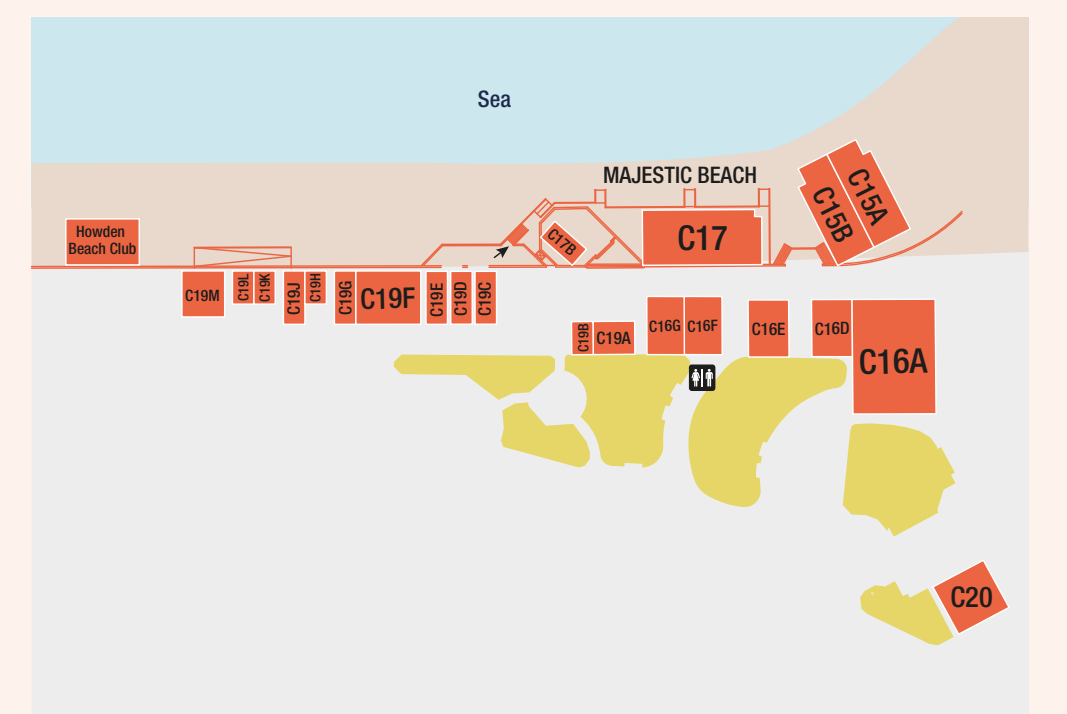 Sea
MAJESTIC BEACH
C15A
C15B
Howden
Beach Club
C17B
C17
C19M
C19L
C19K
C19J
C19H
C19G
C19F
C19E
C19D
C19C
C19B
C19A
C16G
C16F
C16E
C16D
C16A
C20